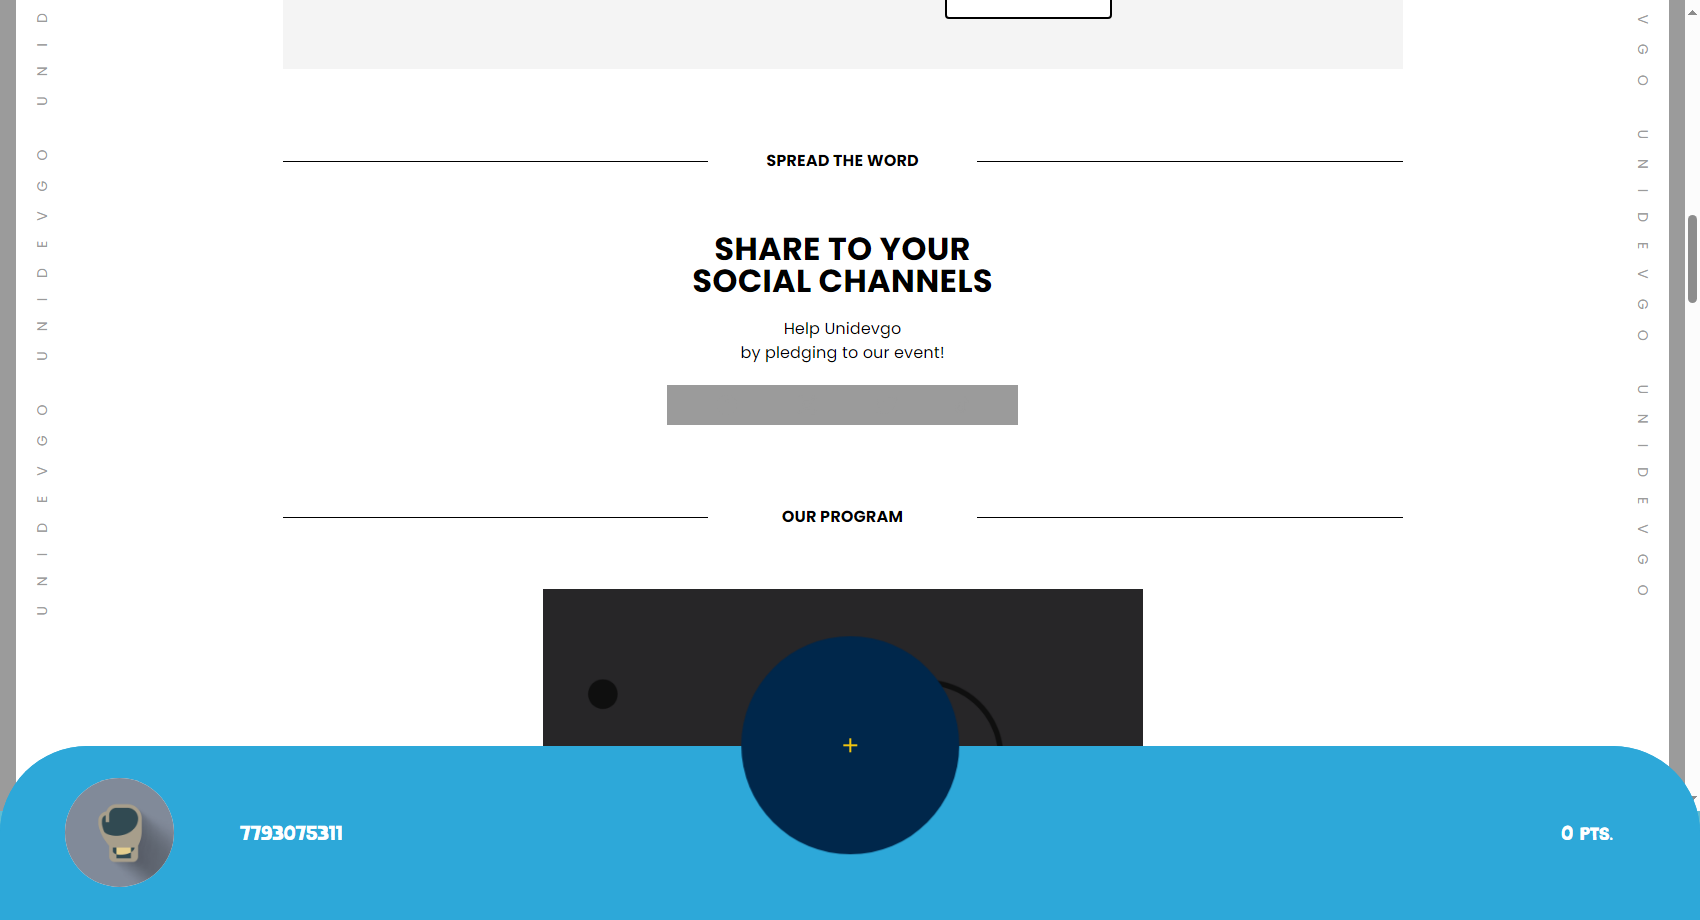 UNIDEVGO UNIDEVGO UNID
SPREAD THE WORD
SHARE TO YOUR
SOCIAL CHANNELS
Help Unidevgo
by pledging to our event!
OUR PROGRAM
+
7793075311
0 PTS.
VGO UNIDEVGO UNIDEVGO